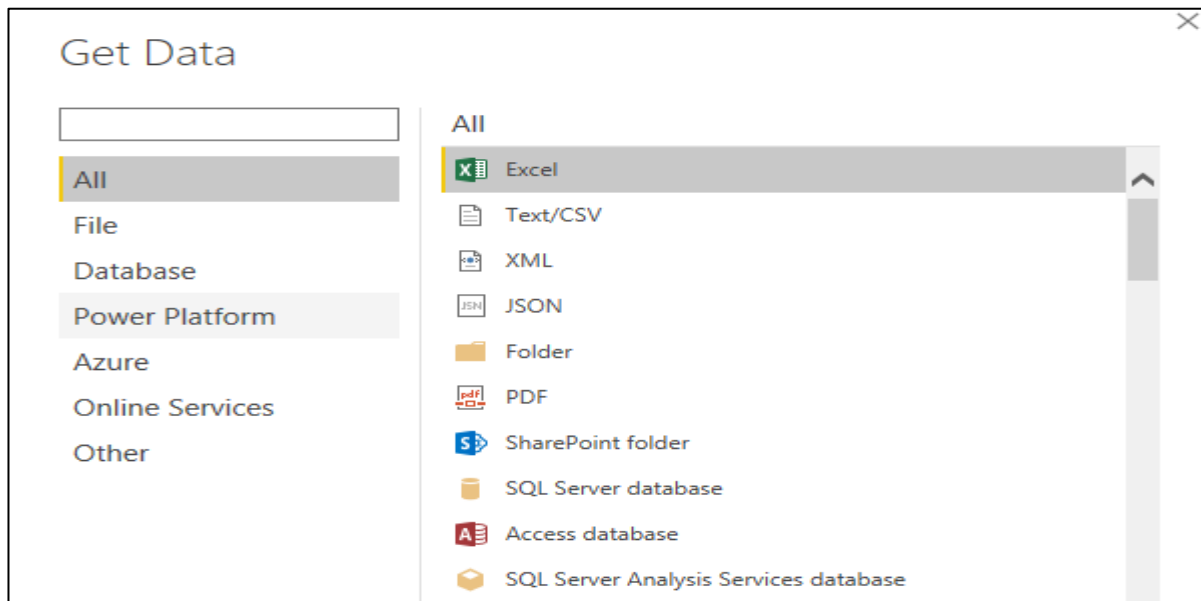 Get Data
All
File
Database
Power Platform
Azure
Online Services
Other
All
Excel
Text/CSV
XML
JSON
Folder
PDF
SharePoint folder
SQL Server database
Access database
SQL Server Analysis Services database